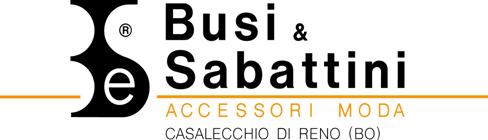 ®
e
Busi &
Sabattini
ACCESSORI MODA
CASALECCHIO DI RENO (BO)